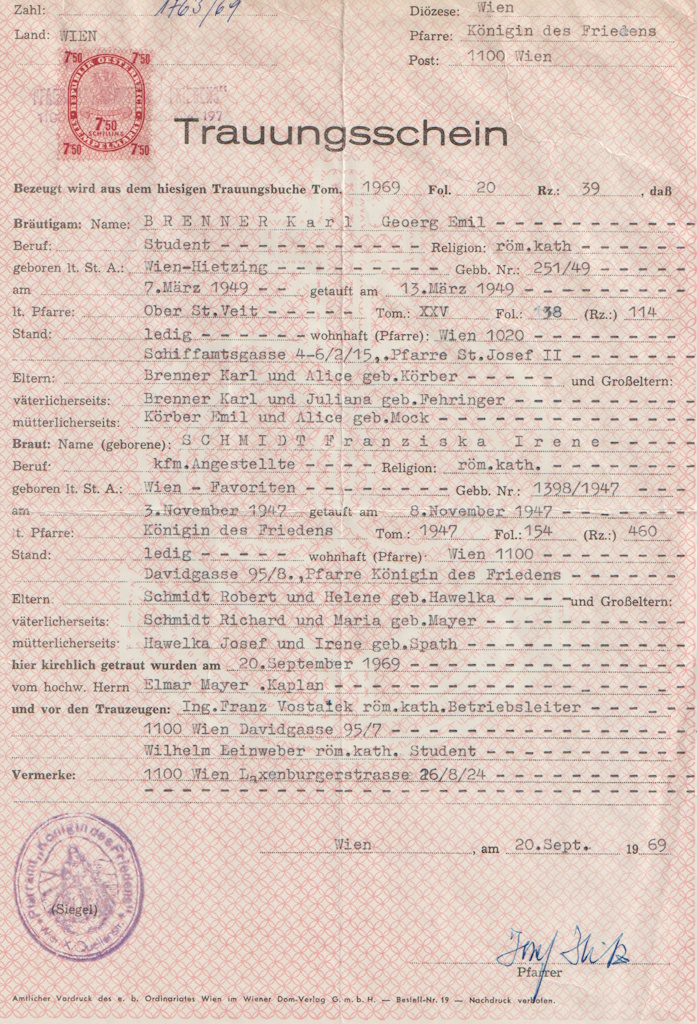 Zahl: 1763/69
Diözese: Wien
Land: WIEN
Pfarre: Königin des Friedens
Post: 1100 Wien
7·50 7·50
REPUBLIK OESTERREICH
7·50
SCHILLING
STEMPELMARKE
7·50 7·50
197
Trauungsschein
Bezeugt wird aus dem hiesigen Trauungsbuche Tom. 1969 Fol. 20 Rz.: 39 , daß
Bräutigam: Name: B R E N N E R K a r l Geoerg Emil - - - - - - - - -
Beruf: Student - - - - - - - - - - - Religion: röm.kath - - - - - -
geboren lt. St. A.: Wien-Hietzing - - - - - - - - - Gebb. Nr.: 251/49 - - - - -
am 7.März 1949 - - getauft am 13.März 1949 - - - - - - - -
lt. Pfarre: Ober St.Veit - - - - - Tom.: XXV Fol.: 138 (Rz.:) 114
Stand: ledig - - - - - - wohnhaft (Pfarre): Wien 1020 - - - - - - -
Schiffamtsgasse 4-6/2/15,.Pfarre St.Josef II - - - - - -
Eltern: Brenner Karl und Alice geb.Körber - - - - - und Großeltern:
väterlicherseits: Brenner Karl und Juliana geb.Fehringer - - - - - - - - -
mütterlicherseits: Körber Emil und Alice geb.Mock - - - - - - - - - - - -
Braut: Name (geborene): S C H M I D T F r a n z i s k a I r e n e - - - -
Beruf: kfm.Angestellte - - - - Religion: röm.kath. - - - - - - -
geboren lt. St. A.: Wien - Favoriten - - - - - - - Gebb. Nr.: 1398/1947 - - -
am 3.November 1947 getauft am 8.November 1947 - - - - - -
lt. Pfarre: Königin des Friedens Tom: 1947 Fol.: 154 (Rz.:) 460
Stand: ledig - - - - - wohnhaft (Pfarre) Wien 1100 - - - - - - -
Davidgasse 95/8.,Pfarre Königin des Friedens - - - - - -
Eltern: Schmidt Robert und Helene geb.Hawelka - - - - und Großeltern:
väterlicherseits: Schmidt Richard und Maria geb.Mayer - - - - - - - - - -
mütterlicherseits: Hawelka Josef und Irene geb.Spath - - - - - - - - - - -
hier kirchlich getraut wurden am 20.September 1969 - - - - - - - - - - - - -
vom hochw. Herrn Elmar Mayer .Kaplan - - - - - - - - - - - - - - - - -
und vor den Trauzeugen: Ing.Franz Vostatek röm.kath.Betriebsleiter - - - - -
1100 Wien Davidgasse 95/7 - - - - - - - - - - - - - -
Wilhelm Leinweber röm.kath. Student - - - - - - - - - -
Vermerke: 1100 Wien Laxenburgerstrasse 26/8/24 - - - - - - - - - -
Wien , am 20.Sept. 19 69
Pfarramt „Königin des Friedens“
Wien X, Quellenstr.
(Siegel)
Pfarrer
Amtlicher Vordruck des e. b. Ordinariates Wien im Wiener Dom-Verlag G. m. b. H. — Bestell-Nr. 19 — Nachdruck verboten.